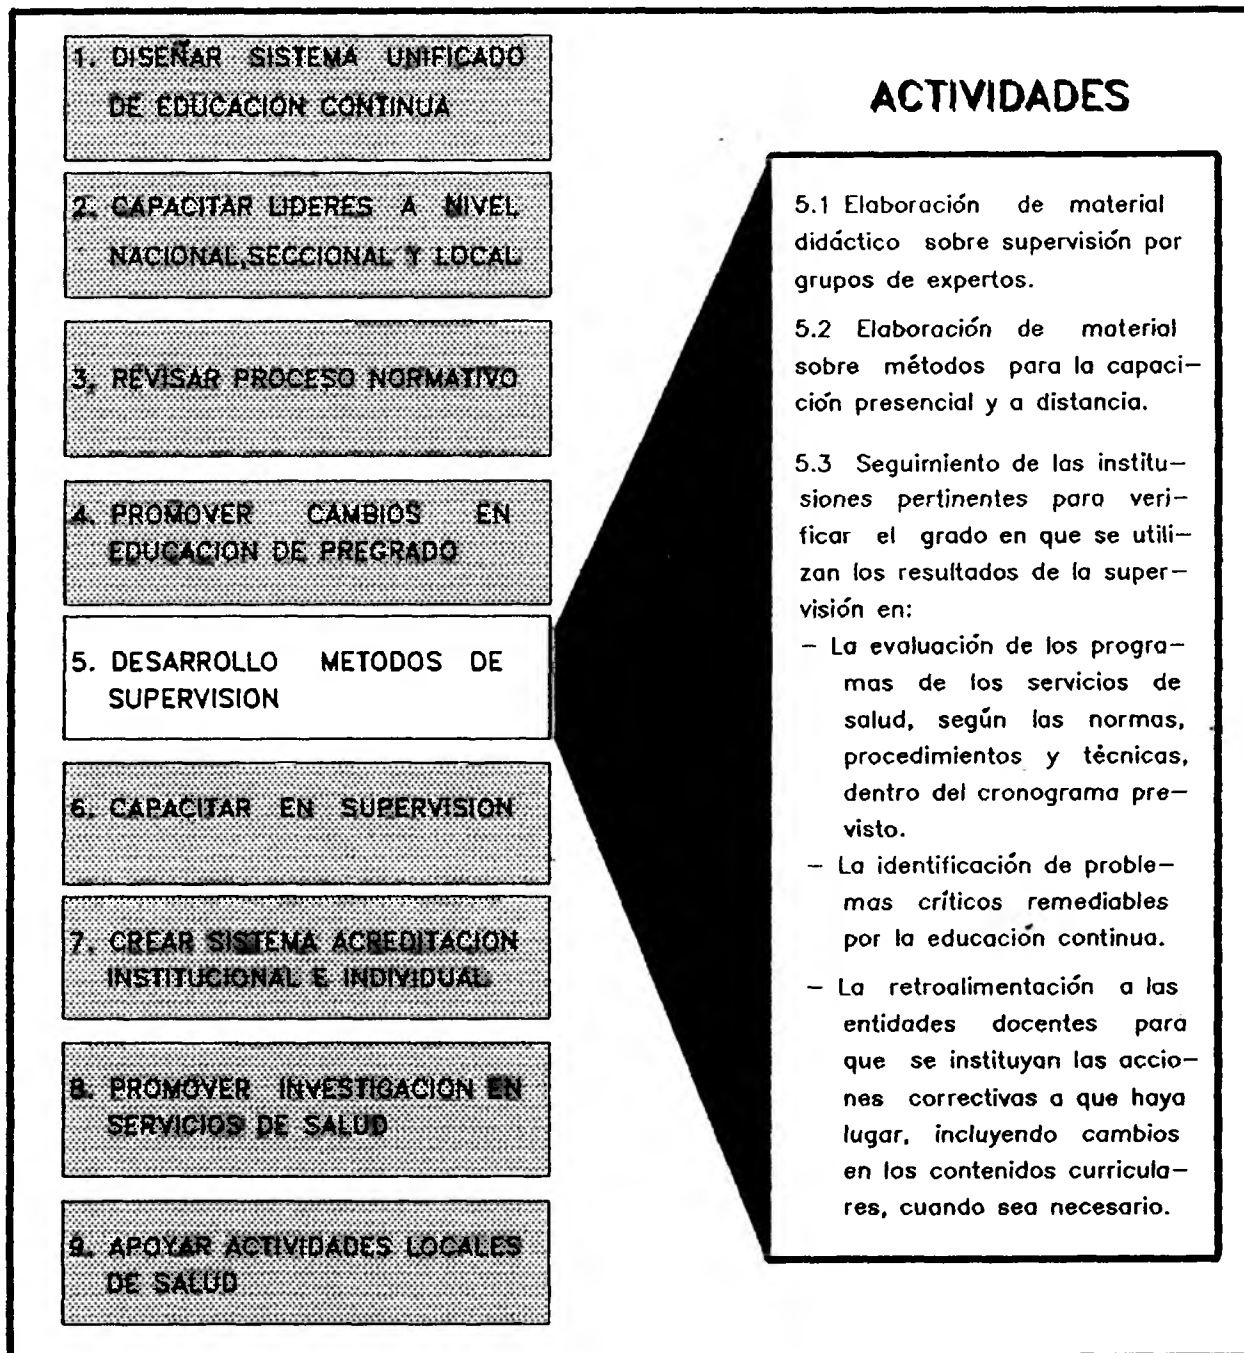 1. DISEÑAR SISTEMA UNIFICADO
DE EDUCACION CONTINUA
2. CAPACITAR LIDERES A NIVEL
NACIONAL,SECCIONAL Y LOCAL
3. REVISAR PROCESO NORMATIVO
4. PROMOVER CAMBIOS EN
EDUCACION DE PREGRADO
5. DESARROLLO METODOS DE
SUPERVISION
6. CAPACITAR EN SUPERVISION
7. CREAR SISTEMA ACREDITACION
INSTITUCIONAL E INDIVIDUAL
8. PROMOVER INVESTIGACION EN
SERVICIOS DE SALUD
9. APOYAR ACTIVIDADES LOCALES
DE SALUD
ACTIVIDADES
5.1 Elaboración de material
didáctico sobre supervisión por
grupos de expertos.
5.2 Elaboración de material
sobre métodos para la capaci–
ción presencial y a distancia.
5.3 Seguimiento de las institu–
siones pertinentes para veri–
ficar el grado en que se utili–
zan los resultados de la super–
visión en:
– La evaluación de los progra–
mas de los servicios de
salud, según las normas,
procedimientos y técnicas,
dentro del cronograma pre–
visto.
– La identificación de proble–
mas críticos remediables
por la educación continua.
– La retroalimentación a las
entidades docentes para
que se instituyan las accio–
nes correctivas a que haya
lugar, incluyendo cambios
en los contenidos curricula–
res, cuando sea necesario.